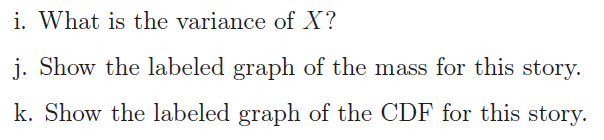 i. What is the variance of X?
j. Show the labeled graph of the mass for this story.
k. Show the labeled graph of the CDF for this story.